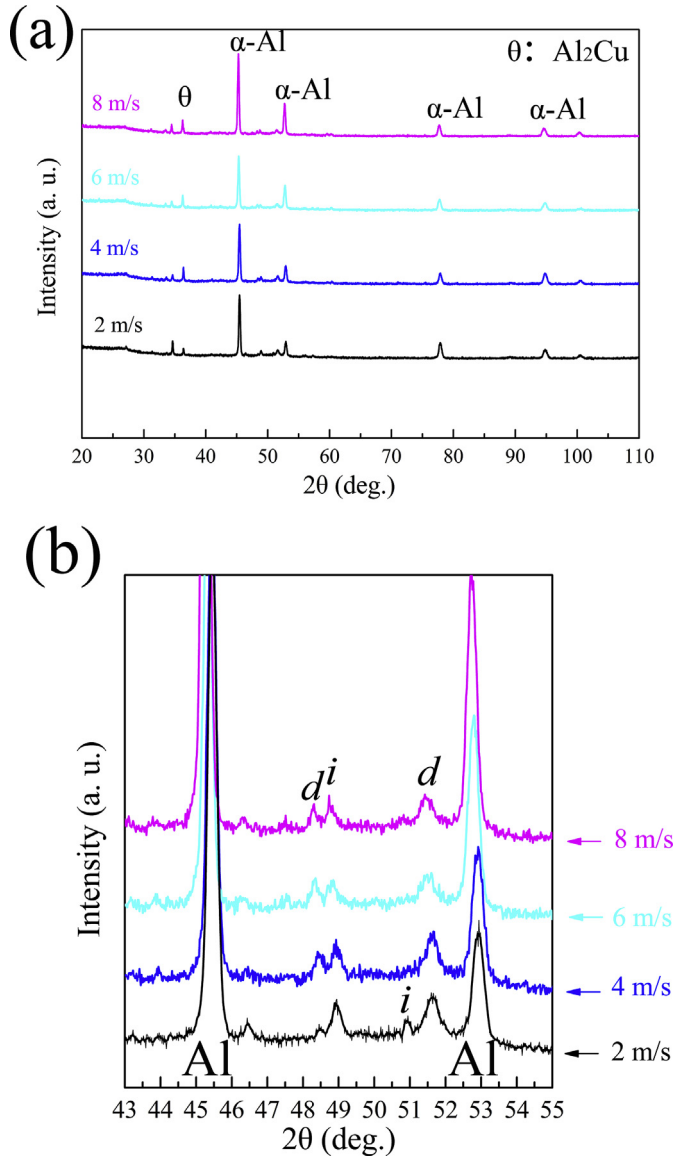 (a)
α-Al
θ: Al₂Cu
8 m/s
θ
α-Al
α-Al
α-Al
6 m/s
4 m/s
2 m/s
Intensity (a. u.)
20 30 40 50 60 70 80 90 100 110
2θ (deg.)
(b)
d i d
8 m/s
6 m/s
4 m/s
i
2 m/s
Al Al
Intensity (a. u.)
43 44 45 46 47 48 49 50 51 52 53 54 55
2θ (deg.)